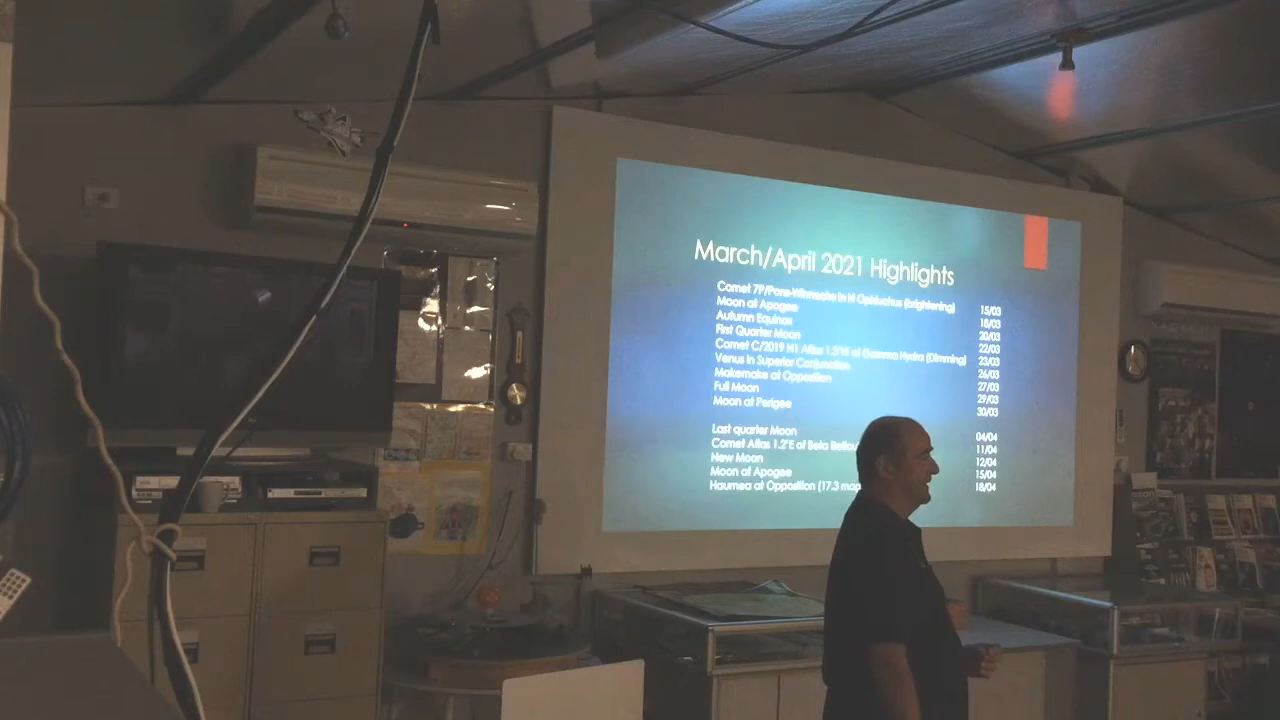 March/April 2021 Highlights
Comet 7P/Pons-Winnecke in N Ophiuchus (Brightening) 15/03
Moon at Apogee 18/03
Autumn Equinox 20/03
First Quarter Moon 22/03
Comet C/2019 N1 Atlas 1.5°W of Gamma Hydra (Dimming) 23/03
Venus in Superior Conjunction 26/03
Makemake at Opposition 27/03
Full Moon 29/03
Moon at Perigee 30/03
Last quarter Moon 04/04
Comet Atlas 1.2°E of Beta 11/04
New Moon 12/04
Moon at Apogee 15/04
Haumea at Opposition (17.3 mag 18/04